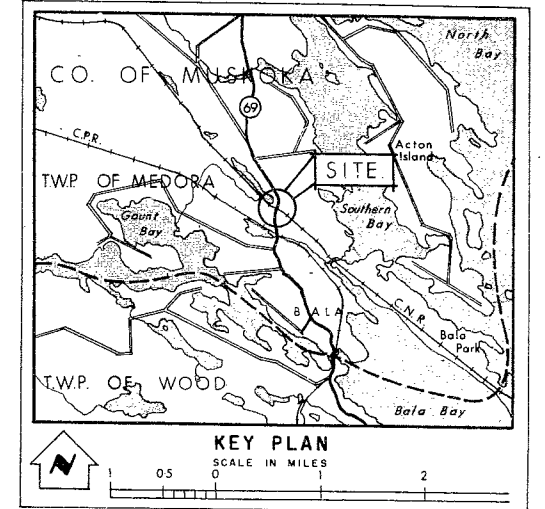 North
Bay
CO. OF MUSKOKA
69
C.P.R.
Acton
Island
SITE
TWP. OF MEDORA
Gaunt
Bay
Southern
Bay
BALA
C.N.R.
Bala
Park
T.W.P. OF WOOD
Bala Bay
N
KEY PLAN
SCALE IN MILES
1 0·5 0 1 2